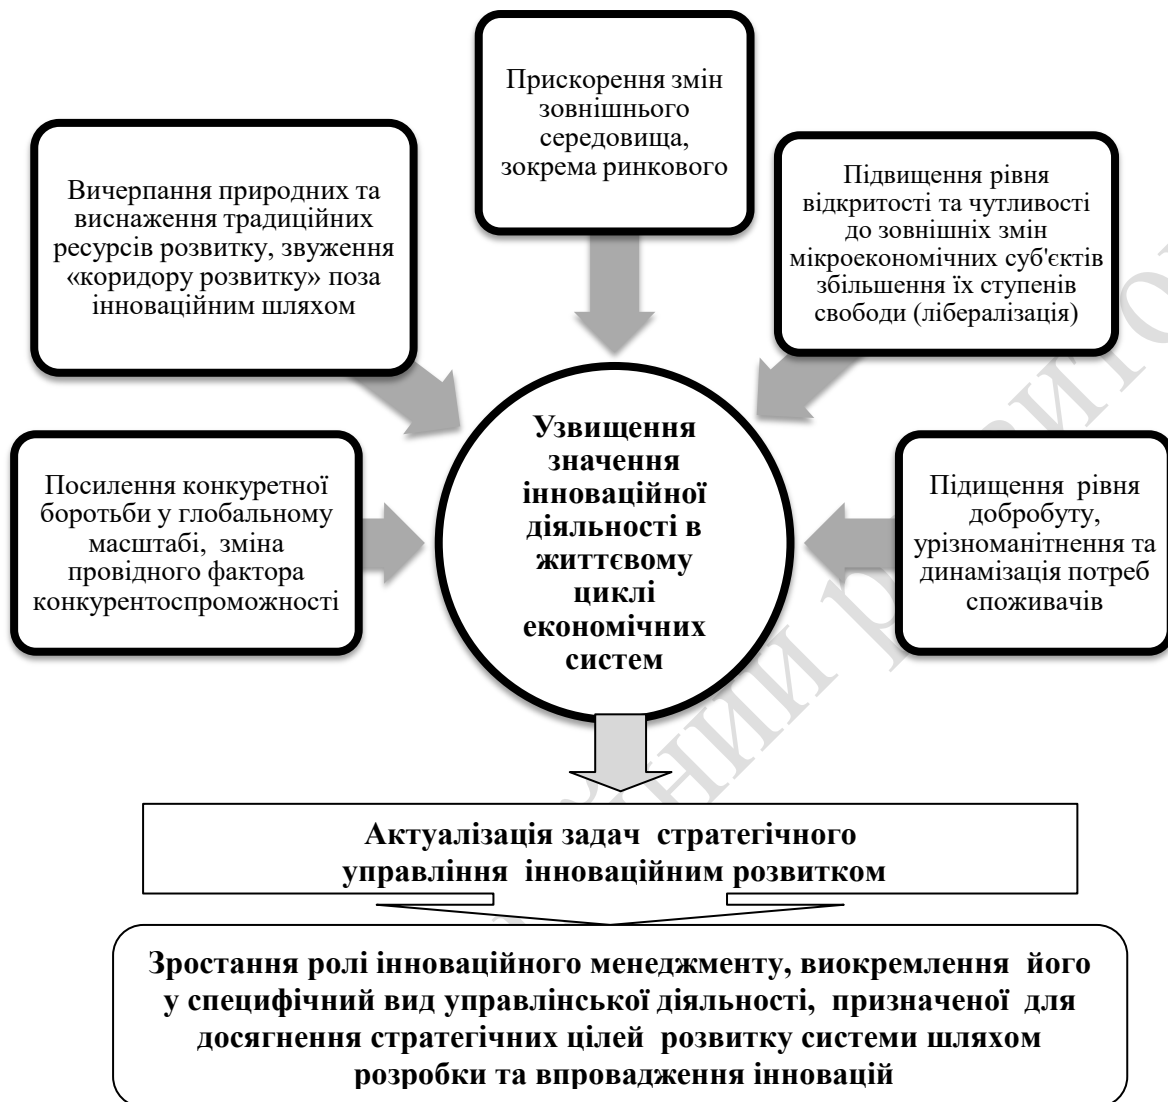 Прискорення змін
зовнішнього
середовища,
зокрема ринкового
Вичерпання природних та
виснаження традиційних
ресурсів розвитку, звуження
«коридору розвитку» поза
інноваційним шляхом
Підвищення рівня
відкритості та чутливості
до зовнішніх змін
мікроекономічних суб'єктів
збільшення їх ступенів
свободи (лібералізація)
Посилення конкуретної
боротьби у глобальному
масштабі, зміна
провідного фактора
конкурентоспроможності
Узвищення
значення
інноваційної
діяльності в
життєвому
циклі
економічних
систем
Підищення рівня
добробуту,
урізноманітнення та
динамізація потреб
споживачів
Актуалізація задач стратегічного
управління інноваційним розвитком
Зростання ролі інноваційного менеджменту, виокремлення його
у специфічний вид управлінської діяльності, призначеної для
досягнення стратегічних цілей розвитку системи шляхом
розробки та впровадження інновацій